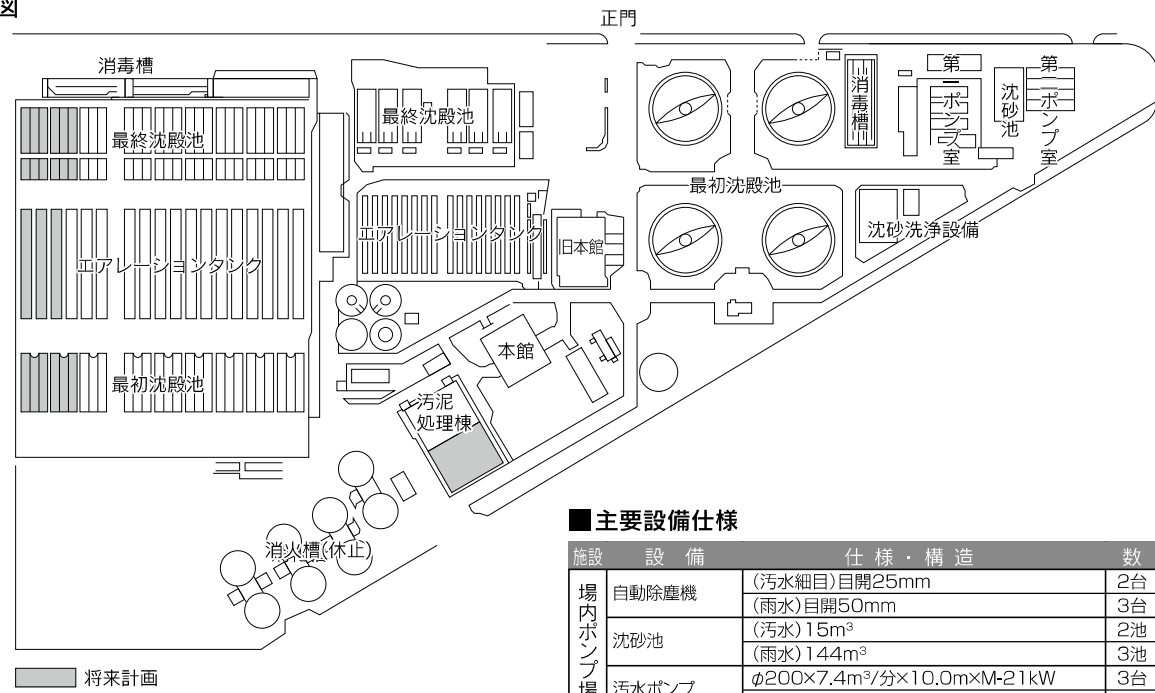 図
正門
消毒槽
最終沈殿池
エアレーションタンク
最初沈殿池
最終沈殿池
エアレーションタンク
旧本館
本館
汚泥
処理棟
消化槽(休止)
最初沈殿池
消毒槽
第一ポンプ室
沈砂池
第二ポンプ室
沈砂洗浄設備
将来計画
■主要設備仕様
施設 設備 仕様・構造 数
場内ポンプ場
自動除塵機 (汚水細目)目開25mm 2台
(雨水)目開50mm 3台
沈砂池 (汚水)15m³ 2池
(雨水)144m³ 3池
汚水ポンプ φ200×7.4m³/分×10.0m×M-21kW 3台